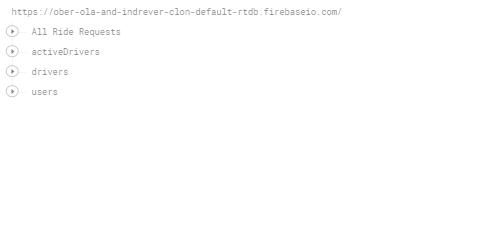 https://ober-ola-and-indrever-clon-default-rtdb.firebaseio.com/
All Ride Requests
activeDrivers
drivers
users